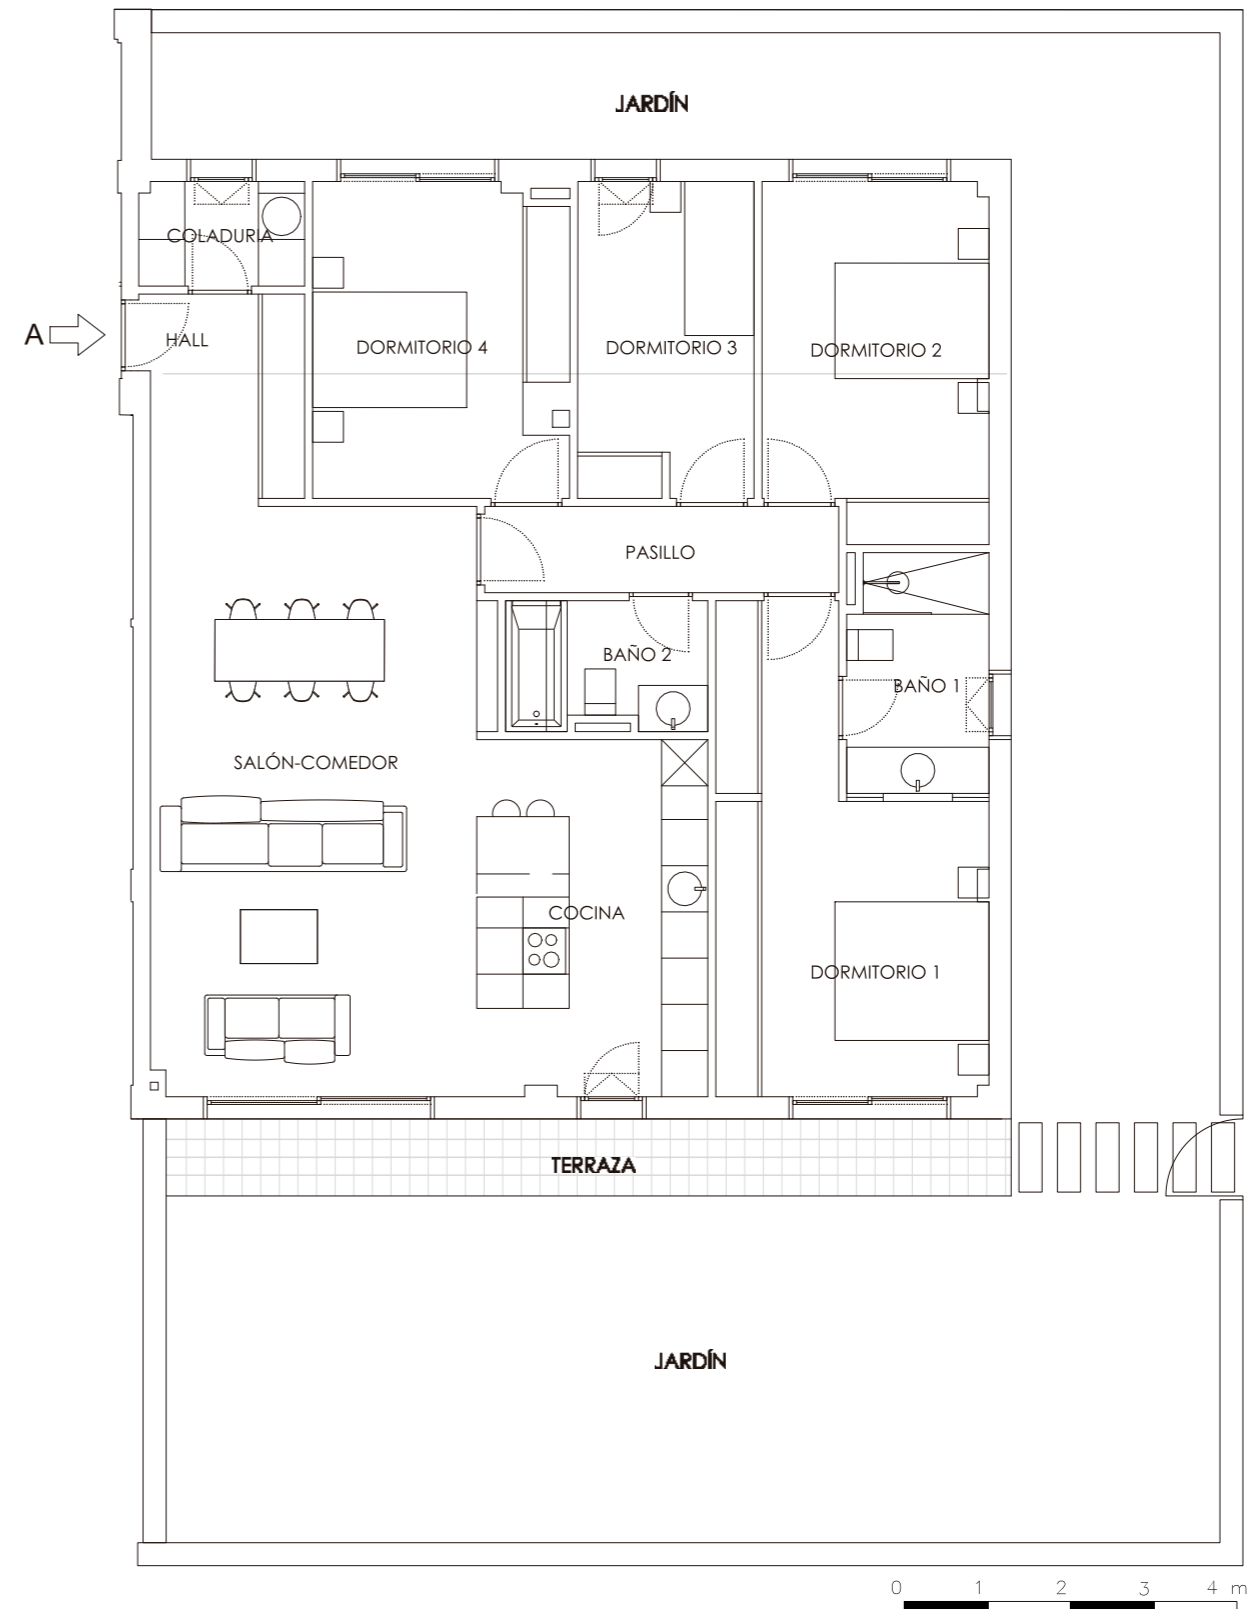 JARDÍN
COLADURIA
A
HALL
DORMITORIO 4
DORMITORIO 3
DORMITORIO 2
PASILLO
BAÑO 2
BAÑO 1
SALÓN-COMEDOR
COCINA
DORMITORIO 1
TERRAZA
JARDÍN
0 1 2 3 4 m